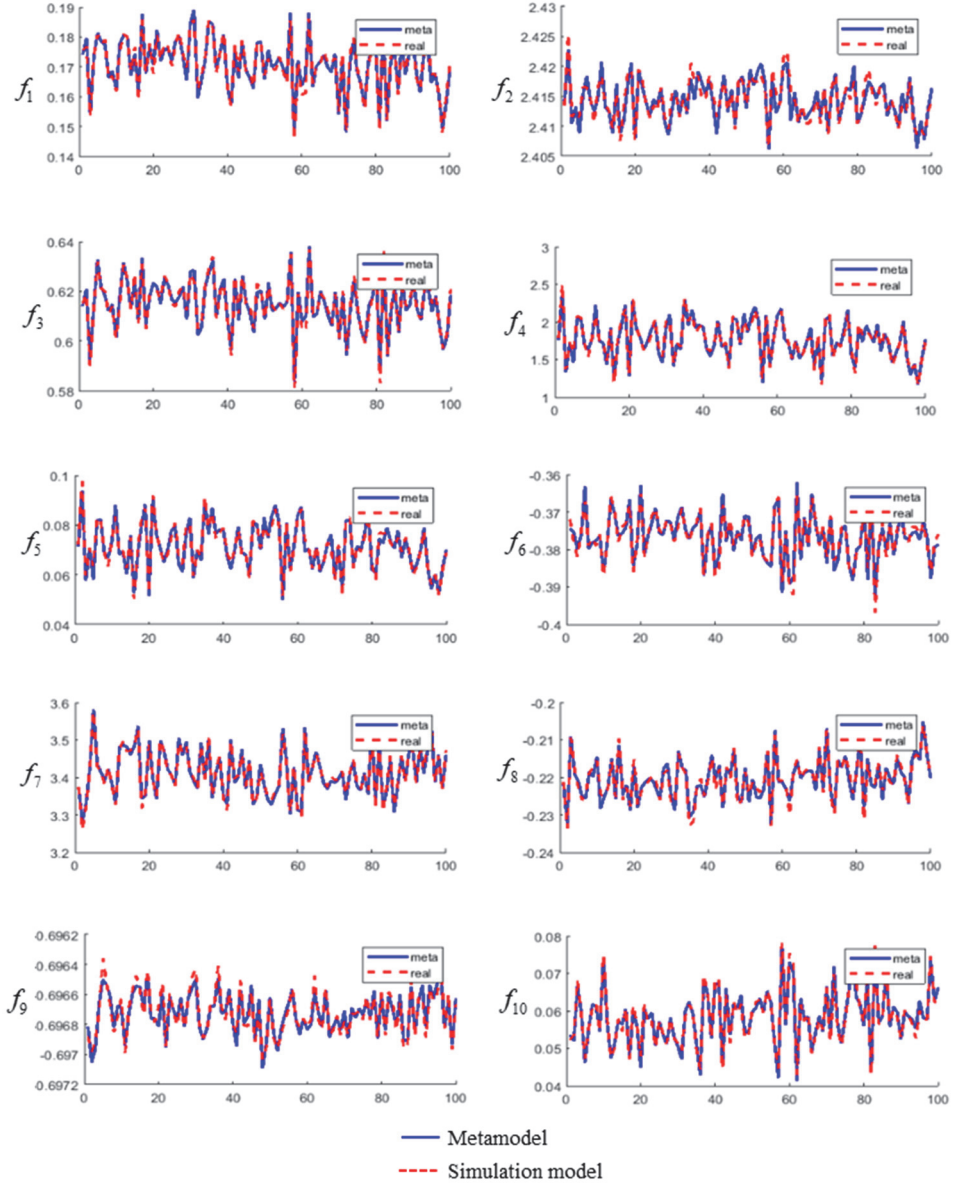 0.19
0.18
0.17
0.16
0.15
0.14
f1
0 20 40 60 80 100
meta
real
2.43
2.425
2.42
2.415
2.41
2.405
f2
0 20 40 60 80 100
meta
real
0.64
0.62
0.6
0.58
f3
0 20 40 60 80 100
meta
real
3
2.5
2
1.5
1
f4
0 20 40 60 80 100
meta
real
0.1
0.08
0.06
0.04
f5
0 20 40 60 80 100
meta
real
-0.36
-0.37
-0.38
-0.39
-0.4
f6
0 20 40 60 80 100
meta
real
3.6
3.5
3.4
3.3
3.2
f7
0 20 40 60 80 100
meta
real
-0.2
-0.21
-0.22
-0.23
-0.24
f8
0 20 40 60 80 100
meta
real
-0.6962
-0.6964
-0.6966
-0.6968
-0.697
-0.6972
f9
0 20 40 60 80 100
meta
real
0.08
0.07
0.06
0.05
0.04
f10
0 20 40 60 80 100
meta
real
Metamodel
Simulation model